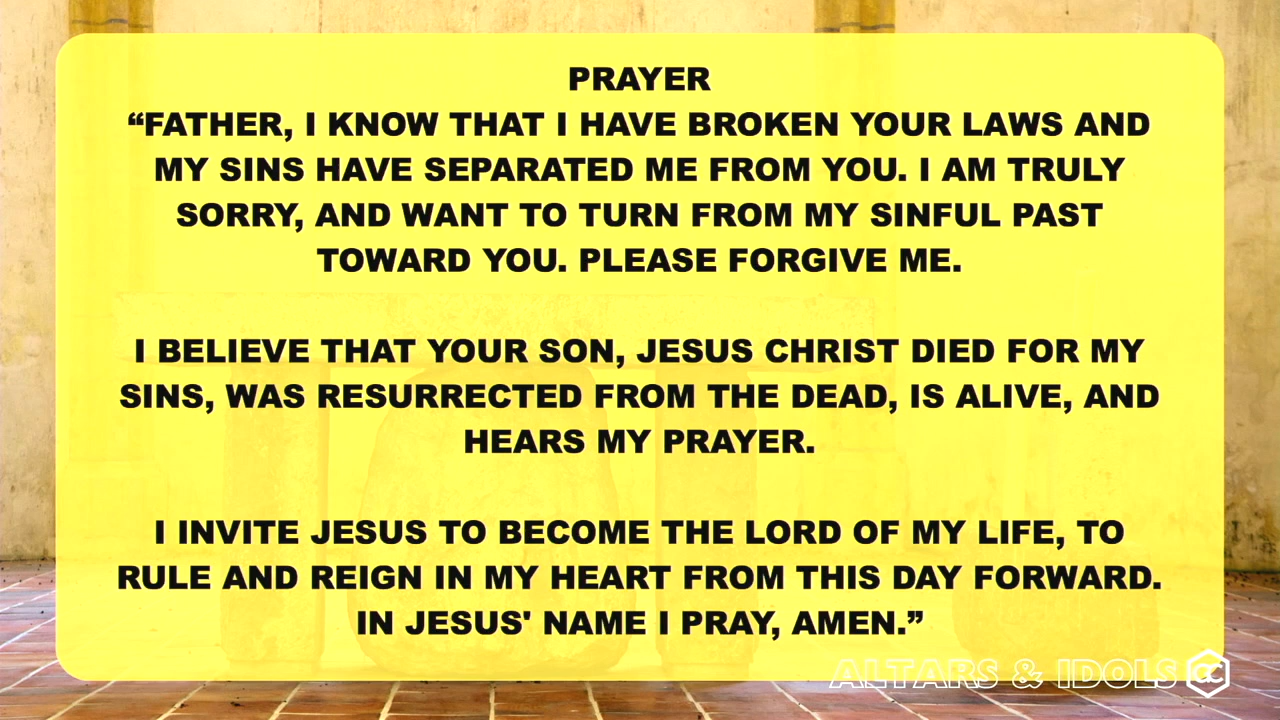 PRAYER
“FATHER, I KNOW THAT I HAVE BROKEN YOUR LAWS AND
MY SINS HAVE SEPARATED ME FROM YOU. I AM TRULY
SORRY, AND WANT TO TURN FROM MY SINFUL PAST
TOWARD YOU. PLEASE FORGIVE ME.
I BELIEVE THAT YOUR SON, JESUS CHRIST DIED FOR MY
SINS, WAS RESURRECTED FROM THE DEAD, IS ALIVE, AND
HEARS MY PRAYER.
I INVITE JESUS TO BECOME THE LORD OF MY LIFE, TO
RULE AND REIGN IN MY HEART FROM THIS DAY FORWARD.
IN JESUS' NAME I PRAY, AMEN.”
ALTARS & IDOLS